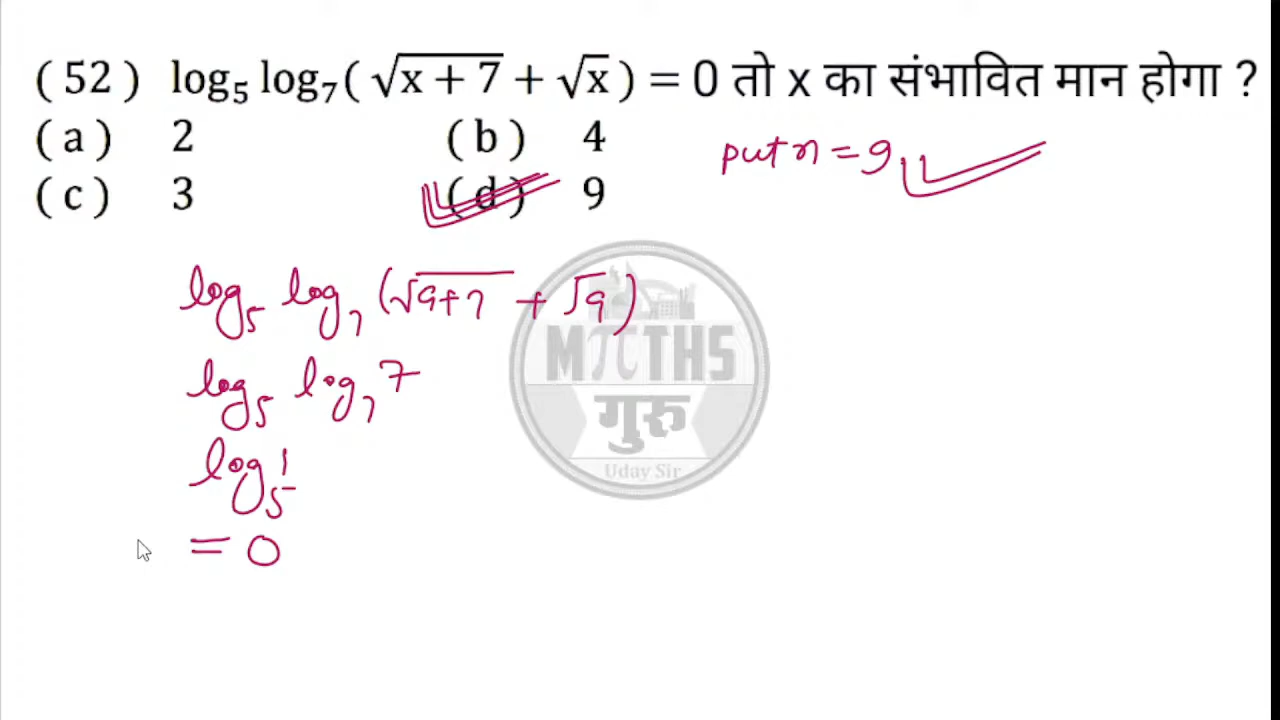 ( 52 ) log₅ log₇( √x + 7 + √x ) = 0 तो x का संभावित मान होगा ?
( a ) 2 ( b ) 4
put x = 9
( c ) 3 ( d ) 9
log₅ log₇ (√9+7 + √9)
log₅ log₇ 7
log₅ 1
= 0
MπTHS
गुरु
Uday Sir